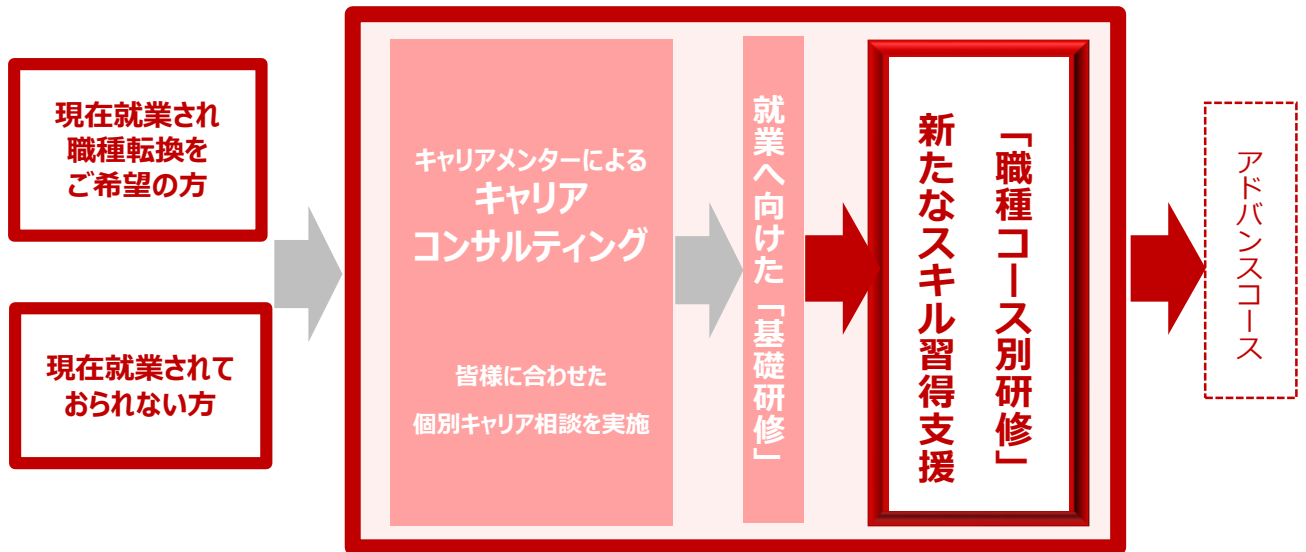 現在就業され
職種転換を
ご希望の方
現在就業されて
おられない方
キャリアメンターによる
キャリア
コンサルティング
皆様に合わせた
個別キャリア相談を実施
就業へ向けた「基礎研修」
「職種コース別研修」
新たなスキル習得支援
アドバンスコース